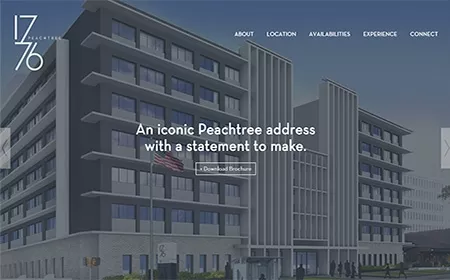 17
PEACHTREE
76
ABOUT LOCATION AVAILABILITIES EXPERIENCE CONNECT
An iconic Peachtree address
with a statement to make.
Download Brochure